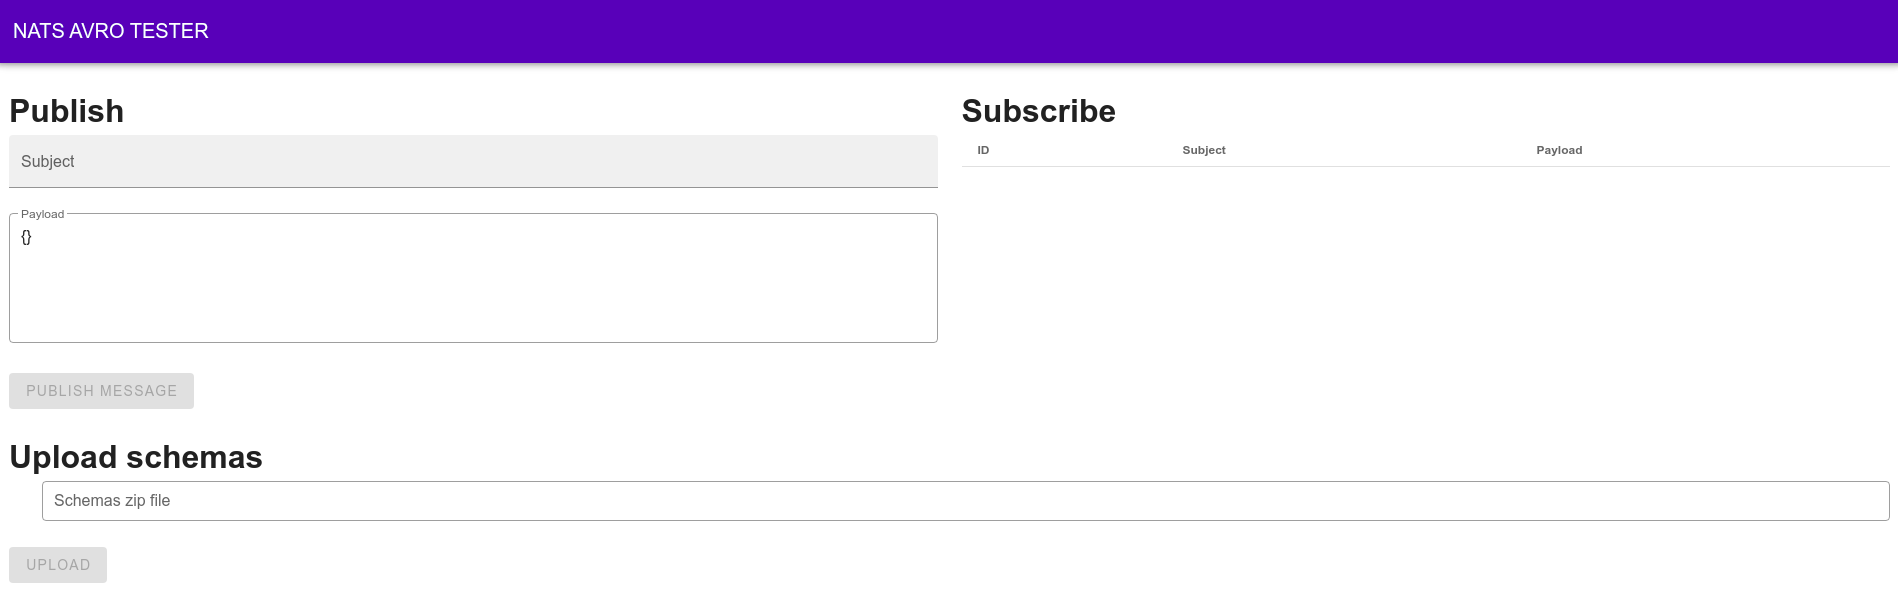 NATS AVRO TESTER
Publish
Subject
Payload
{}
PUBLISH MESSAGE
Subscribe
ID Subject Payload
Upload schemas
Schemas zip file
UPLOAD